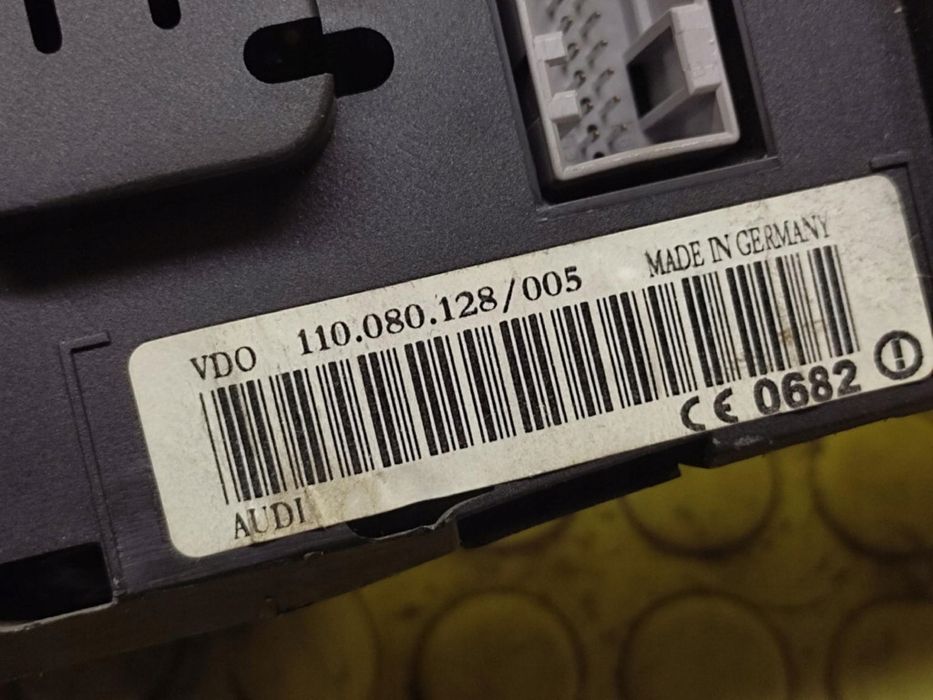 VDO 110.080.128/005 MADE IN GERMANY
CE 0682
AUDI